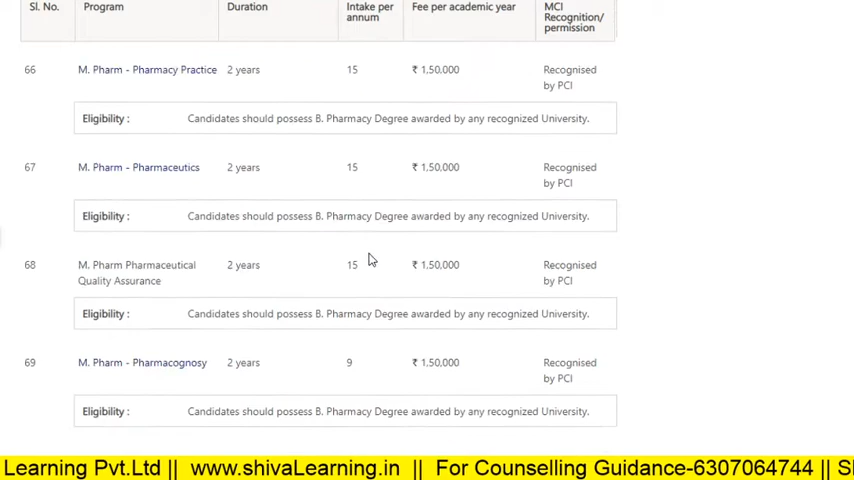 Sl. No. Program Duration Intake per annum Fee per academic year MCI Recognition/ permission
66 M. Pharm - Pharmacy Practice 2 years 15 ₹ 1,50,000 Recognised by PCI
Eligibility : Candidates should possess B. Pharmacy Degree awarded by any recognized University.
67 M. Pharm - Pharmaceutics 2 years 15 ₹ 1,50,000 Recognised by PCI
Eligibility : Candidates should possess B. Pharmacy Degree awarded by any recognized University.
68 M. Pharm Pharmaceutical Quality Assurance 2 years 15 ₹ 1,50,000 Recognised by PCI
Eligibility : Candidates should possess B. Pharmacy Degree awarded by any recognized University.
69 M. Pharm - Pharmacognosy 2 years 9 ₹ 1,50,000 Recognised by PCI
Eligibility : Candidates should possess B. Pharmacy Degree awarded by any recognized University.
Learning Pvt.Ltd || www.shivaLearning.in || For Counselling Guidance-6307064744 || S